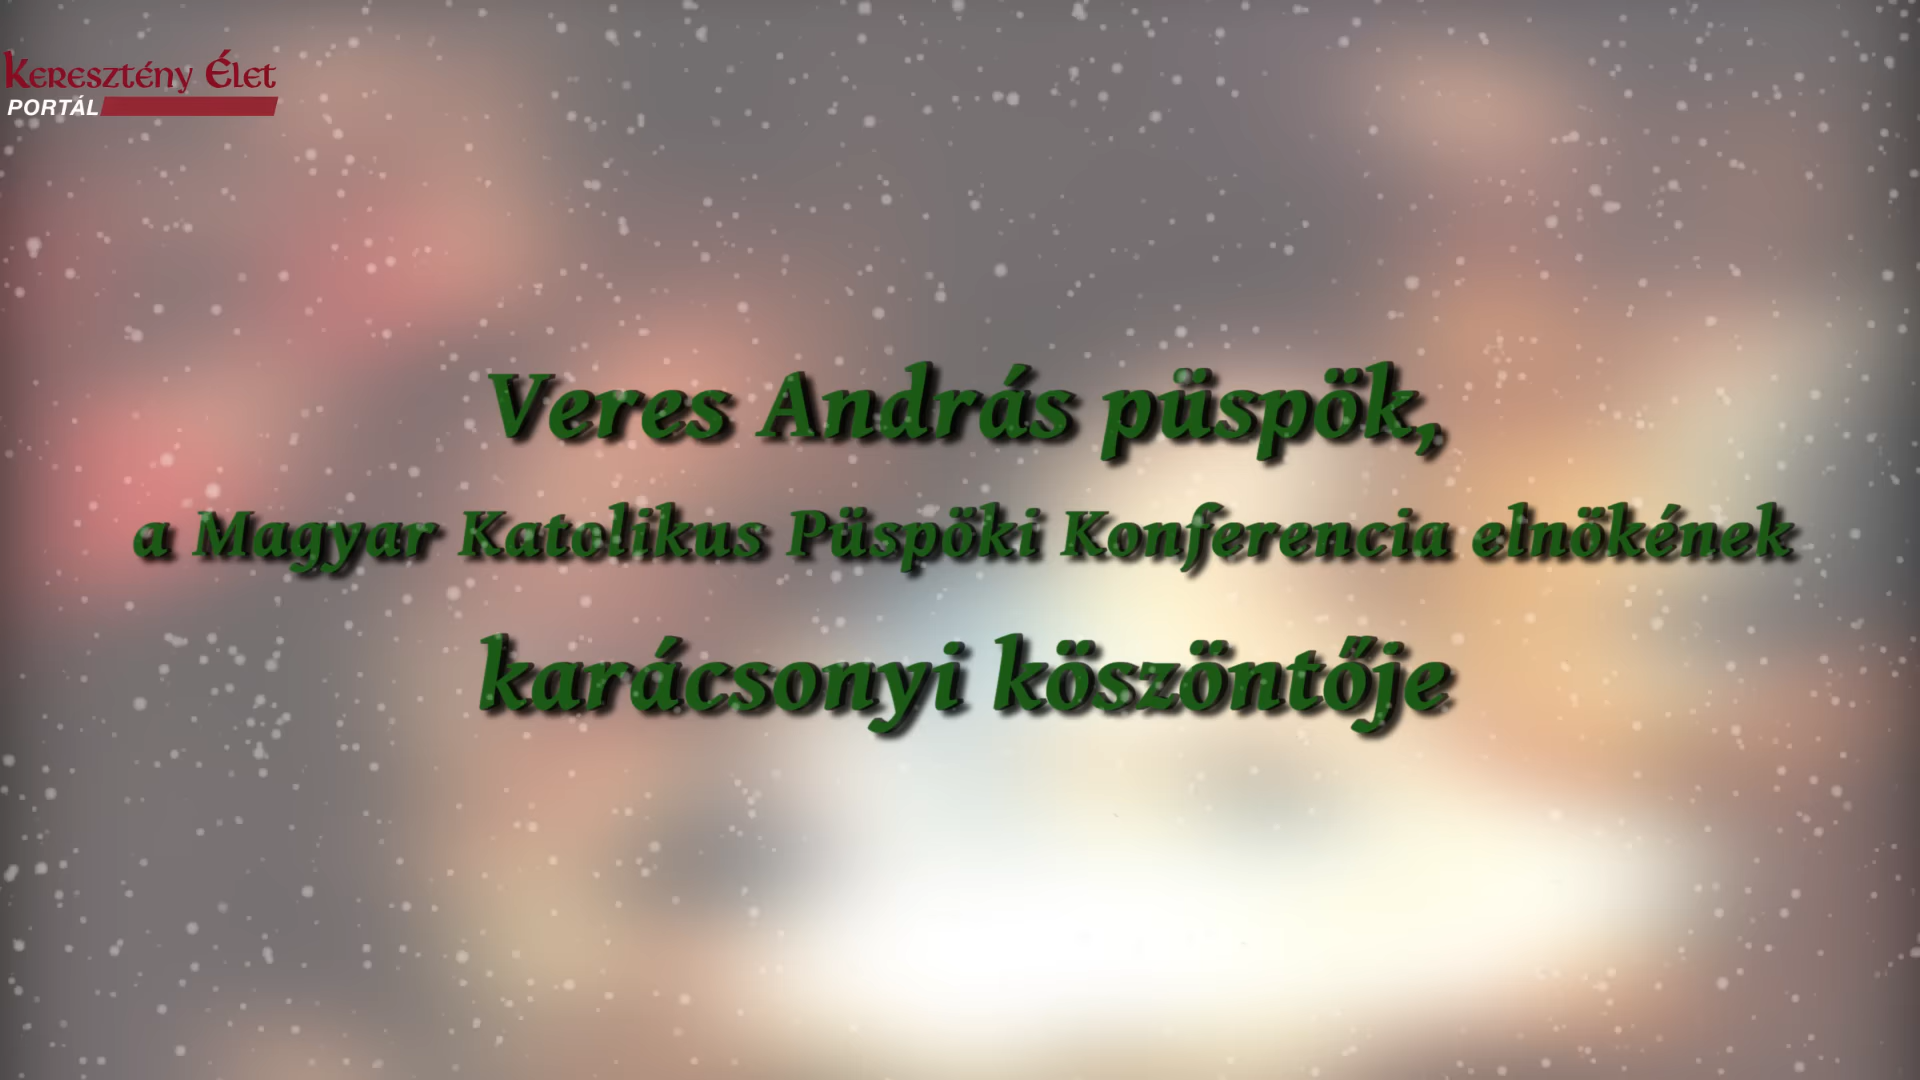 Keresztény Élet
PORTÁL
Veres András püspök,
a Magyar Katolikus Püspöki Konferencia elnökének
karácsonyi köszöntője